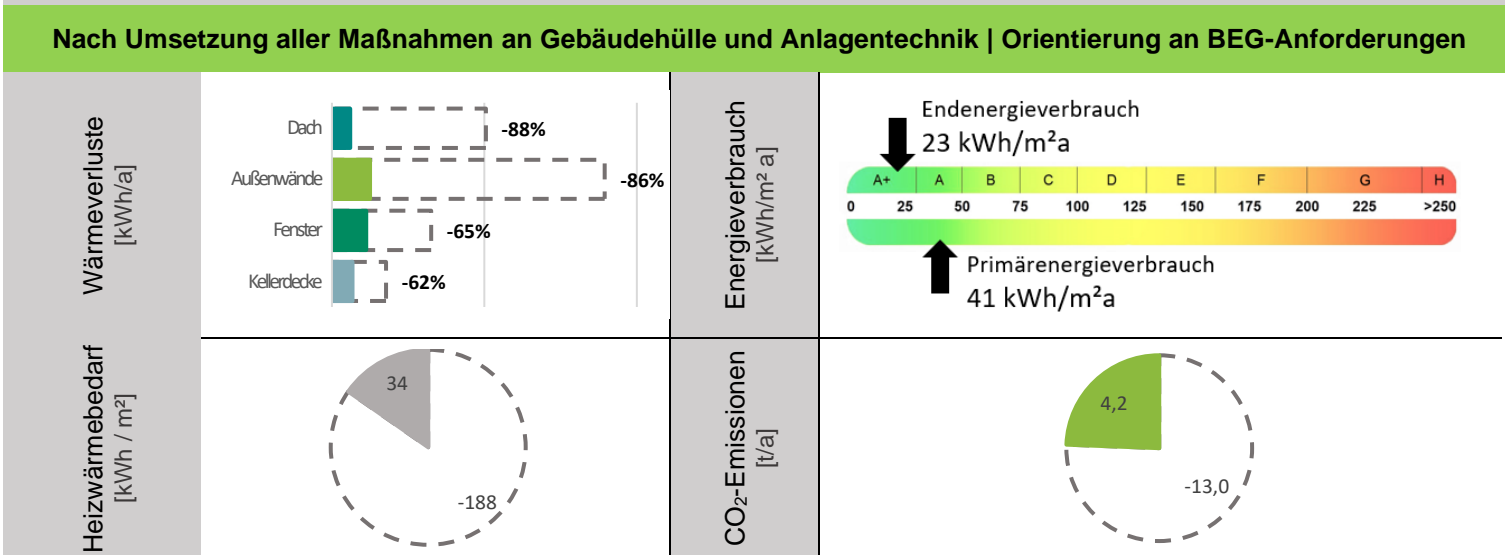 Nach Umsetzung aller Maßnahmen an Gebäudehülle und Anlagentechnik | Orientierung an BEG-Anforderungen
Wärmeverluste
[kWh/a]
Dach
-88%
Außenwände
-86%
Fenster
-65%
Kellerdecke
-62%
Energieverbrauch
[kWh/m² a]
Endenergieverbrauch
23 kWh/m²a
A+ A B C D E F G H
0 25 50 75 100 125 150 175 200 225 >250
Primärenergieverbrauch
41 kWh/m²a
Heizwärmebedarf
[kWh / m²]
34
-188
CO₂-Emissionen
[t/a]
4,2
-13,0